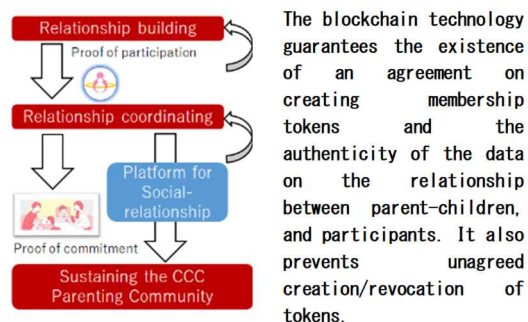 Relationship building
Proof of participation
Relationship coordinating
Platform for
Social-
relationship
Proof of commitment
Sustaining the CCC
Parenting Community
The blockchain technology
guarantees the existence
of an agreement on
creating membership
tokens and the
authenticity of the data
on the relationship
between parent-children,
and participants. It also
prevents unagreed
creation/revocation of
tokens.